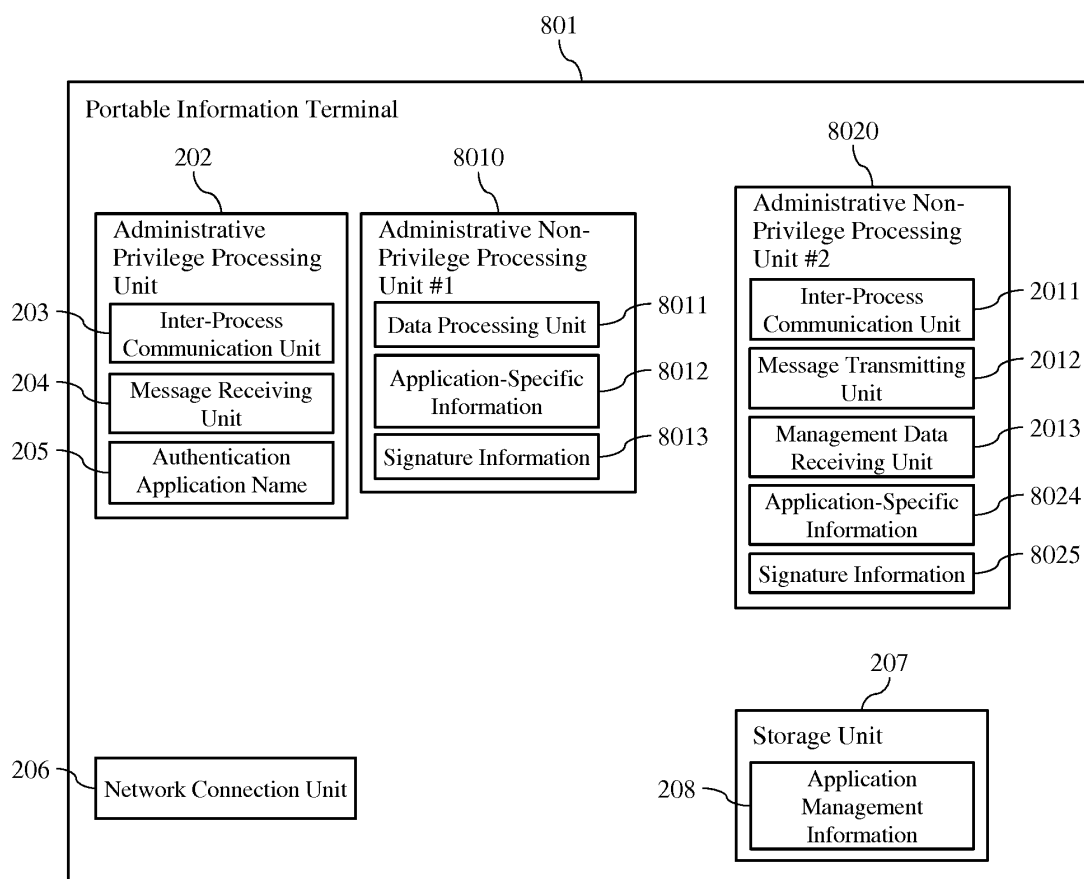 801
Portable Information Terminal
202
Administrative
Privilege Processing
Unit
203
Inter-Process
Communication Unit
204
Message Receiving
Unit
205
Authentication
Application Name
8010
Administrative Non-
Privilege Processing
Unit #1
Data Processing Unit
8011
Application-Specific
Information
8012
Signature Information
8013
8020
Administrative Non-
Privilege Processing
Unit #2
Inter-Process
Communication Unit
2011
Message Transmitting
Unit
2012
Management Data
Receiving Unit
2013
Application-Specific
Information
8024
Signature Information
8025
206
Network Connection Unit
207
Storage Unit
208
Application
Management
Information